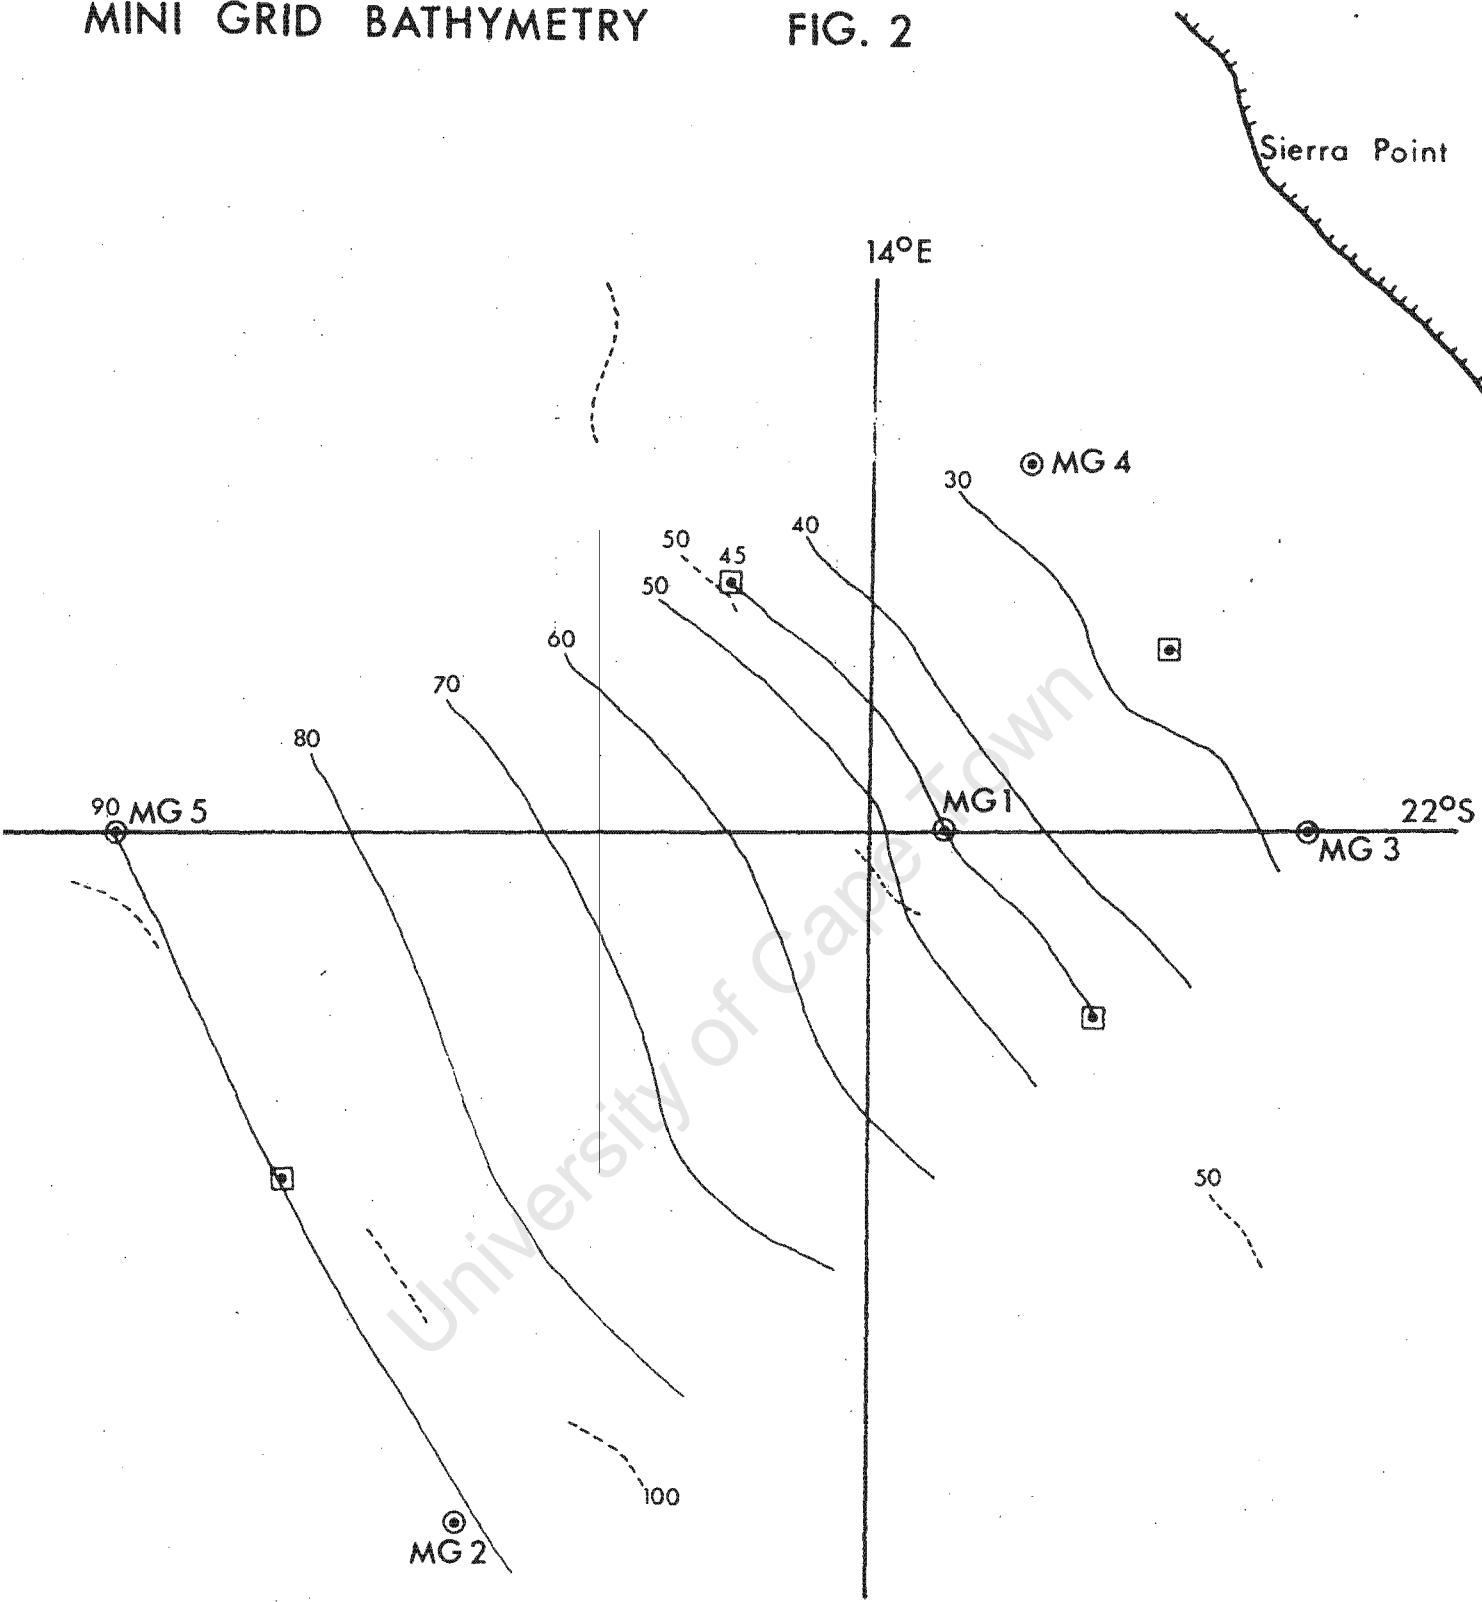 MINI GRID BATHYMETRY FIG. 2
Sierra Point
14°E
MG 4
30
40
50
45
50
60
70
80
90
MG 5
MG 1
22°S
MG 3
50
100
MG 2
University of Cape Town